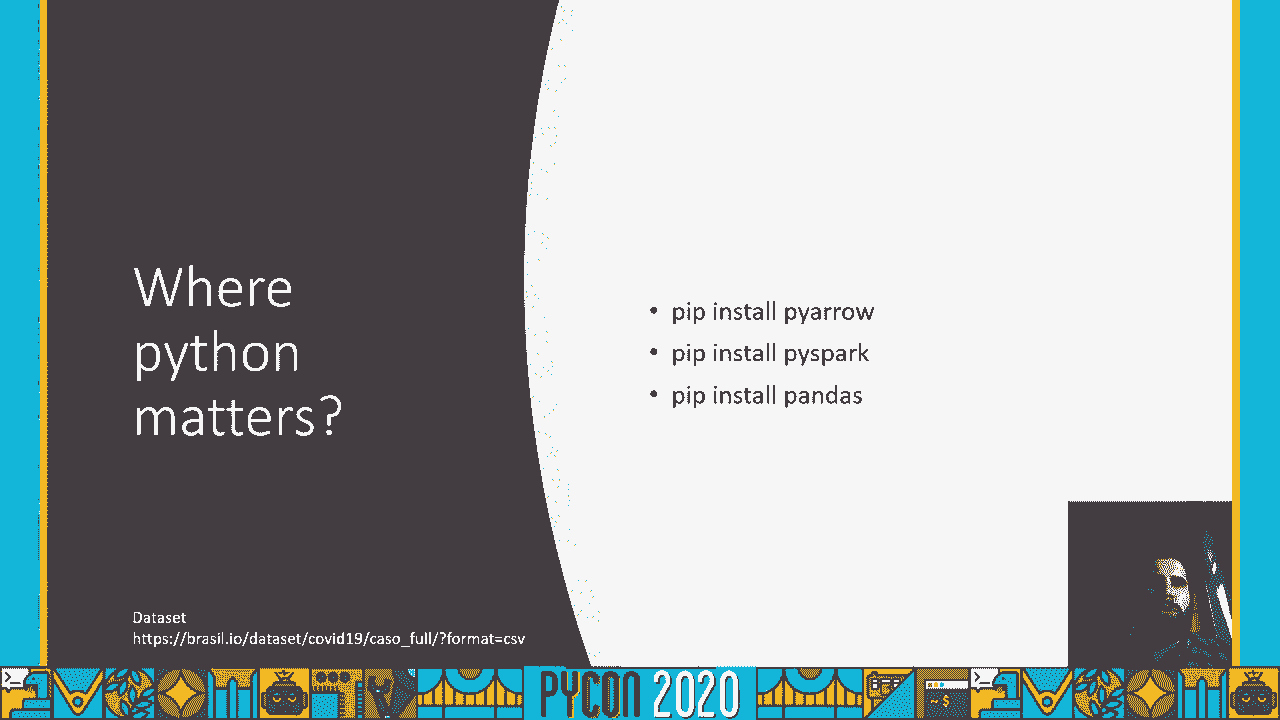 Where
python
matters?
• pip install pyarrow
• pip install pyspark
• pip install pandas
Dataset
https://brasil.io/dataset/covid19/caso_full/?format=csv
PYCON 2020
~$